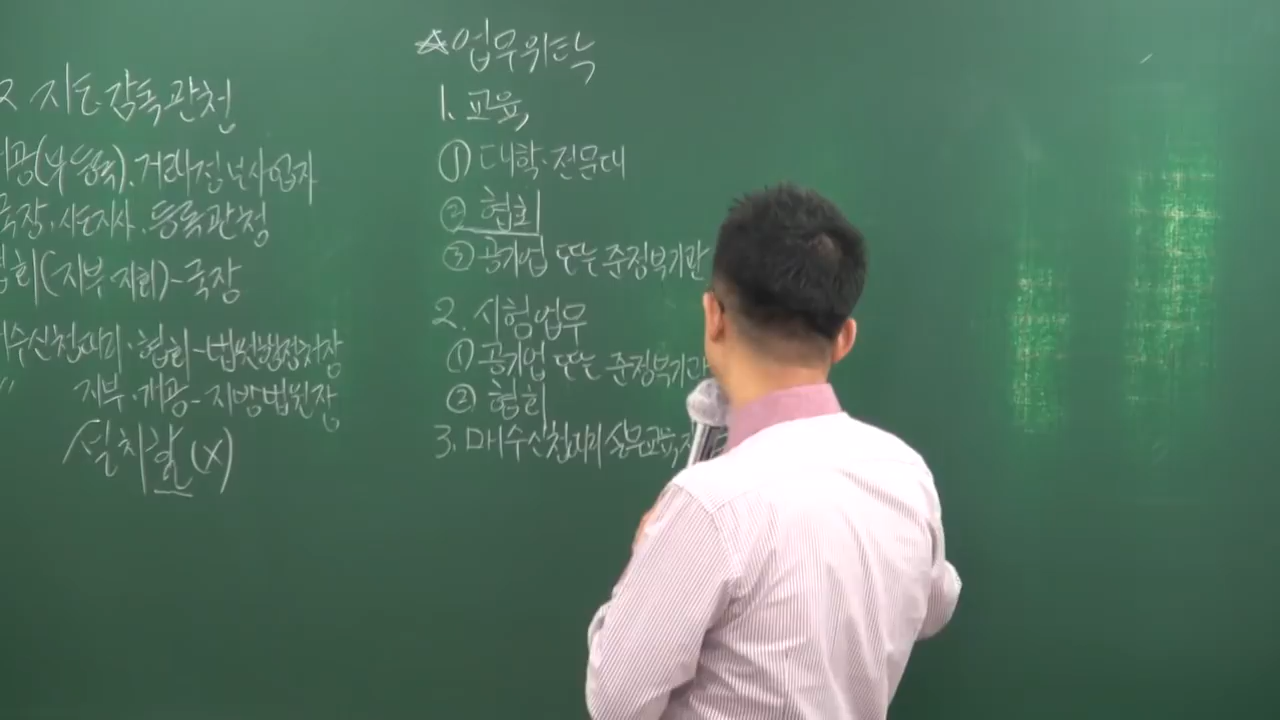 2. 지도·감독관청
개공(부·등록). 거래정보사업자
국장. 시·도지사. 등록관청
협회(지부·지회)-국장
매수신청대리·협회-법원행정처장
" 지부·개공-지방법원장
설치할(x)
☆업무위탁
1. 교육,
① 대학·전문대
② 협회
③ 공기업 또는 준정부기관
2. 시험업무
① 공기업 또는 준정부기관
② 협회
3. 매수신청대리 실무교육,